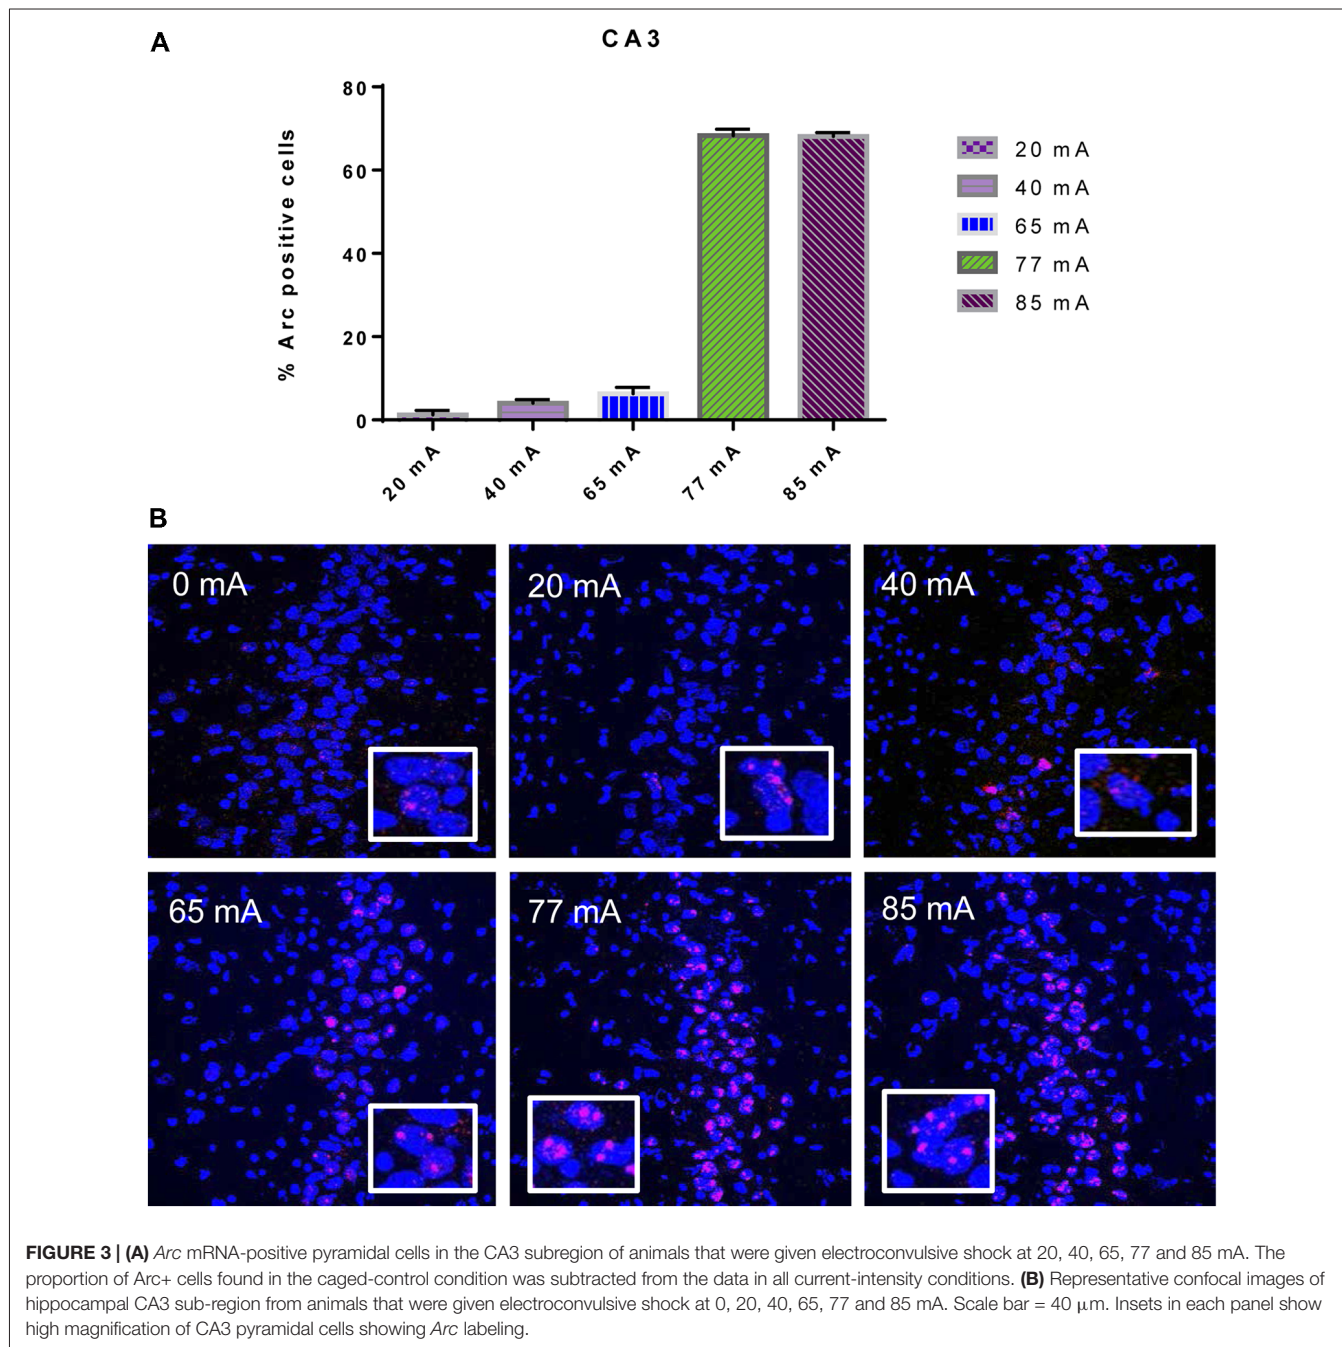 A
CA3
% Arc positive cells
80
60
40
20
0
20 mA
40 mA
65 mA
77 mA
85 mA
20 mA
40 mA
65 mA
77 mA
85 mA
B
0 mA
20 mA
40 mA
65 mA
77 mA
85 mA
FIGURE 3 | (A) Arc mRNA-positive pyramidal cells in the CA3 subregion of animals that were given electroconvulsive shock at 20, 40, 65, 77 and 85 mA. The
proportion of Arc+ cells found in the caged-control condition was subtracted from the data in all current-intensity conditions. (B) Representative confocal images of
hippocampal CA3 sub-region from animals that were given electroconvulsive shock at 0, 20, 40, 65, 77 and 85 mA. Scale bar = 40 μm. Insets in each panel show
high magnification of CA3 pyramidal cells showing Arc labeling.